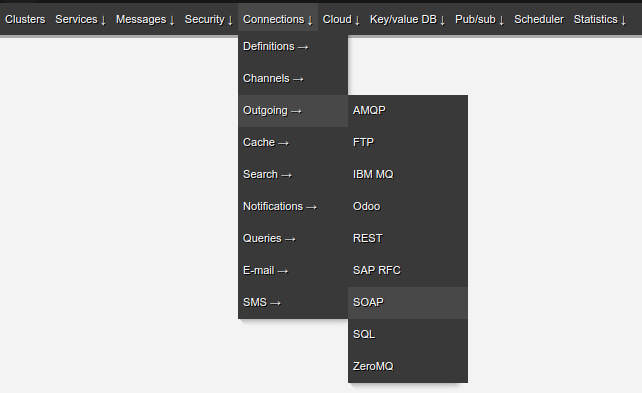 Clusters Services ↓ Messages ↓ Security ↓ Connections ↓ Cloud ↓ Key/value DB ↓ Pub/sub ↓ Scheduler Statistics ↓
Definitions →
Channels →
Outgoing →
Cache →
Search →
Notifications →
Queries →
E-mail →
SMS →
AMQP
FTP
IBM MQ
Odoo
REST
SAP RFC
SOAP
SQL
ZeroMQ